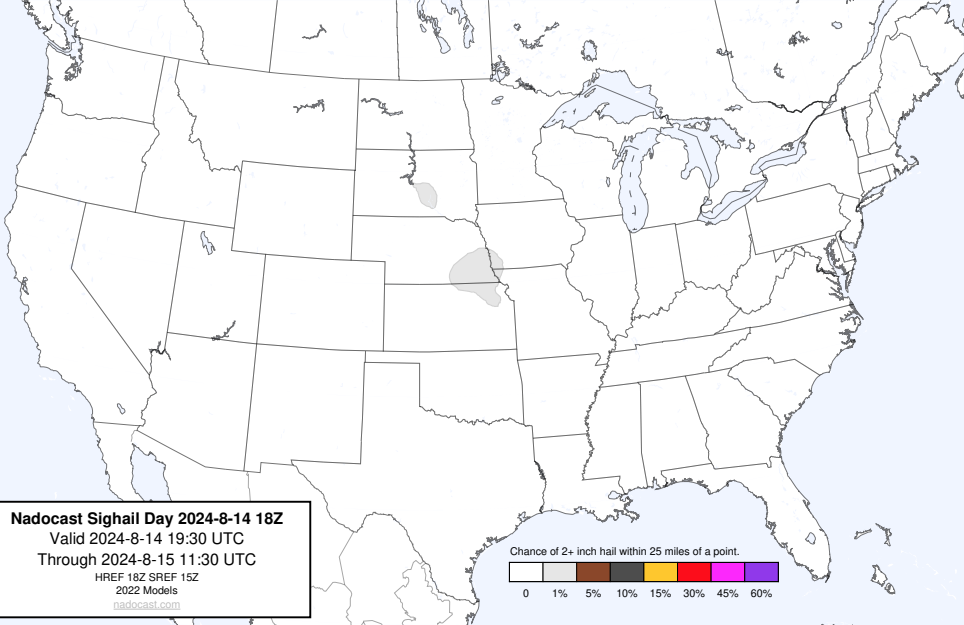 Nadocast Sighail Day 2024-8-14 18Z
Valid 2024-8-14 19:30 UTC
Through 2024-8-15 11:30 UTC
HREF 18Z SREF 15Z
2022 Models
nadocast.com
Chance of 2+ inch hail within 25 miles of a point.
0 1% 5% 10% 15% 30% 45% 60%